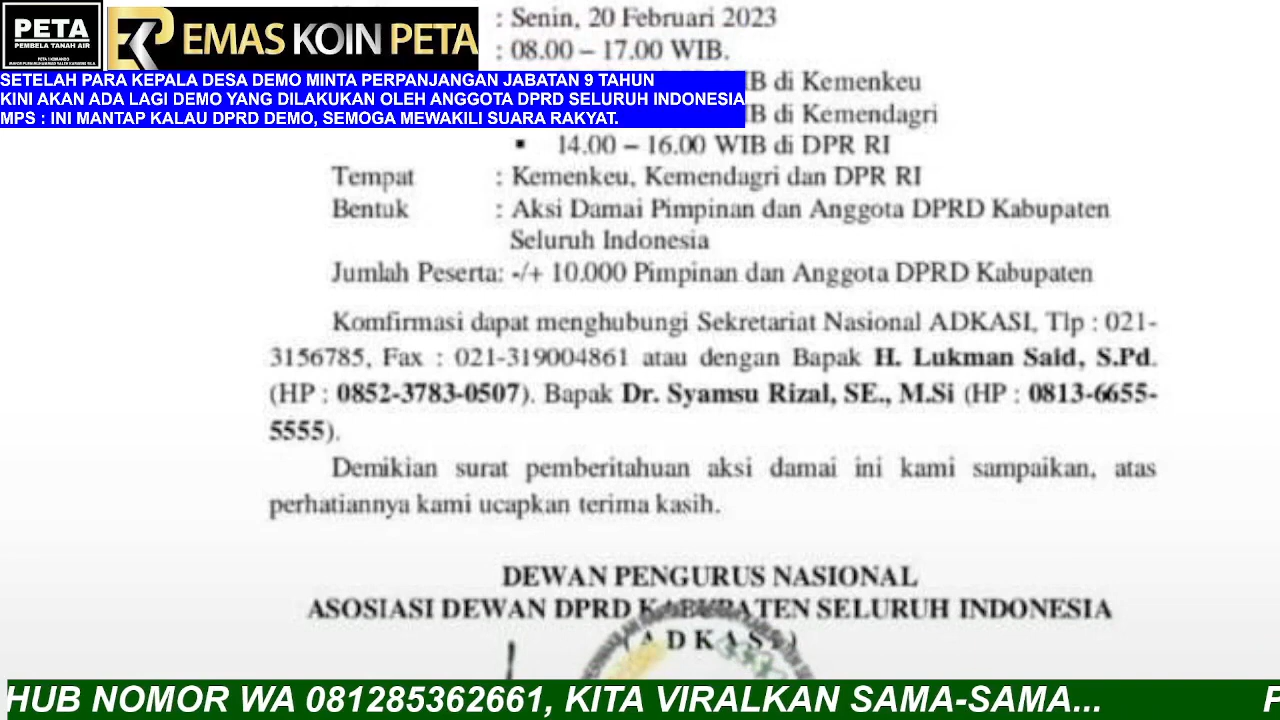 PETA
PEMBELA TANAH AIR
EMAS KOIN PETA
: Senin, 20 Februari 2023
: 08.00 – 17.00 WIB.
SETELAH PARA KEPALA DESA DEMO MINTA PERPANJANGAN JABATAN 9 TAHUN
KINI AKAN ADA LAGI DEMO YANG DILAKUKAN OLEH ANGGOTA DPRD SELURUH INDONESIA
MPS : INI MANTAP KALAU DPRD DEMO, SEMOGA MEWAKILI SUARA RAKYAT.
di Kemenkeu
di Kemendagri
▪ 14.00 – 16.00 WIB di DPR RI
Tempat : Kemenkeu, Kemendagri dan DPR RI
Bentuk : Aksi Damai Pimpinan dan Anggota DPRD Kabupaten
Seluruh Indonesia
Jumlah Peserta: -/+ 10.000 Pimpinan dan Anggota DPRD Kabupaten
Komfirmasi dapat menghubungi Sekretariat Nasional ADKASI, Tlp : 021-
3156785, Fax : 021-319004861 atau dengan Bapak H. Lukman Said, S.Pd.
(HP : 0852-3783-0507). Bapak Dr. Syamsu Rizal, SE., M.Si (HP : 0813-6655-
5555).
Demikian surat pemberitahuan aksi damai ini kami sampaikan, atas
perhatiannya kami ucapkan terima kasih.
DEWAN PENGURUS NASIONAL
ASOSIASI DEWAN DPRD KABUPATEN SELURUH INDONESIA
( A D K A S I )
HUB NOMOR WA 081285362661, KITA VIRALKAN SAMA-SAMA...